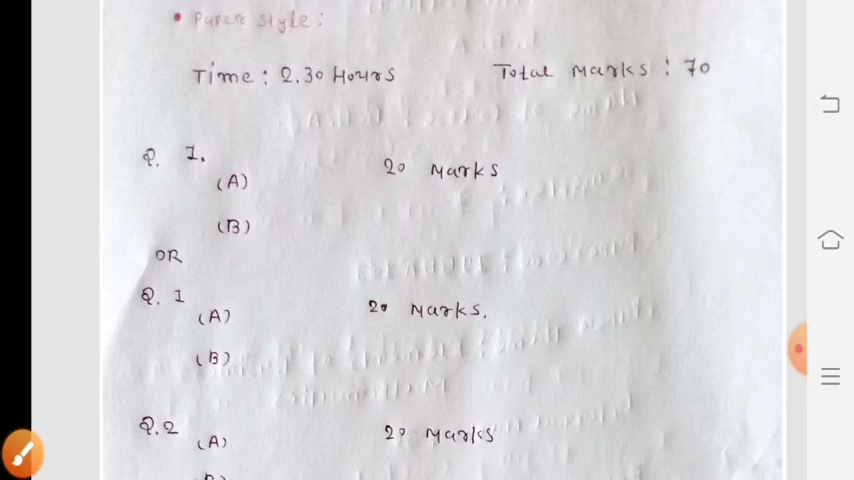 • Paper Style:
Time: 2.30 Hours Total Marks: 70
Q. 1.
(A) 20 Marks
(B)
OR
Q. 1
(A) 20 Marks.
(B)
Q.2
(A) 20 Marks
(B)